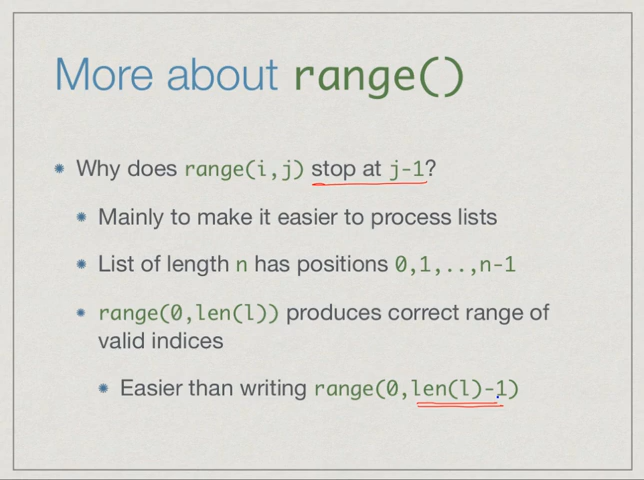 More about range()
Why does range(i,j) stop at j-1?
Mainly to make it easier to process lists
List of length n has positions 0,1,..,n-1
range(0,len(l)) produces correct range of
valid indices
Easier than writing range(0,len(l)-1)